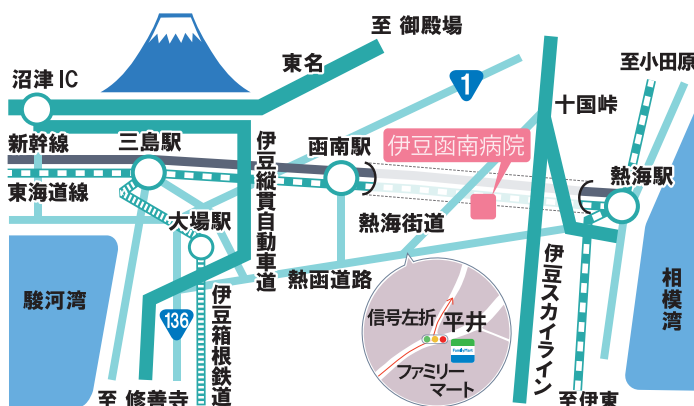 至 御殿場
東名
沼津IC
1
至小田原
十国峠
新幹線
三島駅
函南駅
伊豆函南病院
熱海駅
東海道線
大場駅
伊豆縦貫自動車道
熱海街道
熱函道路
駿河湾
136
伊豆箱根鉄道
伊豆スカイライン
相模湾
信号左折
平井
FamilyMart
ファミリー
マート
至 修善寺
至伊東